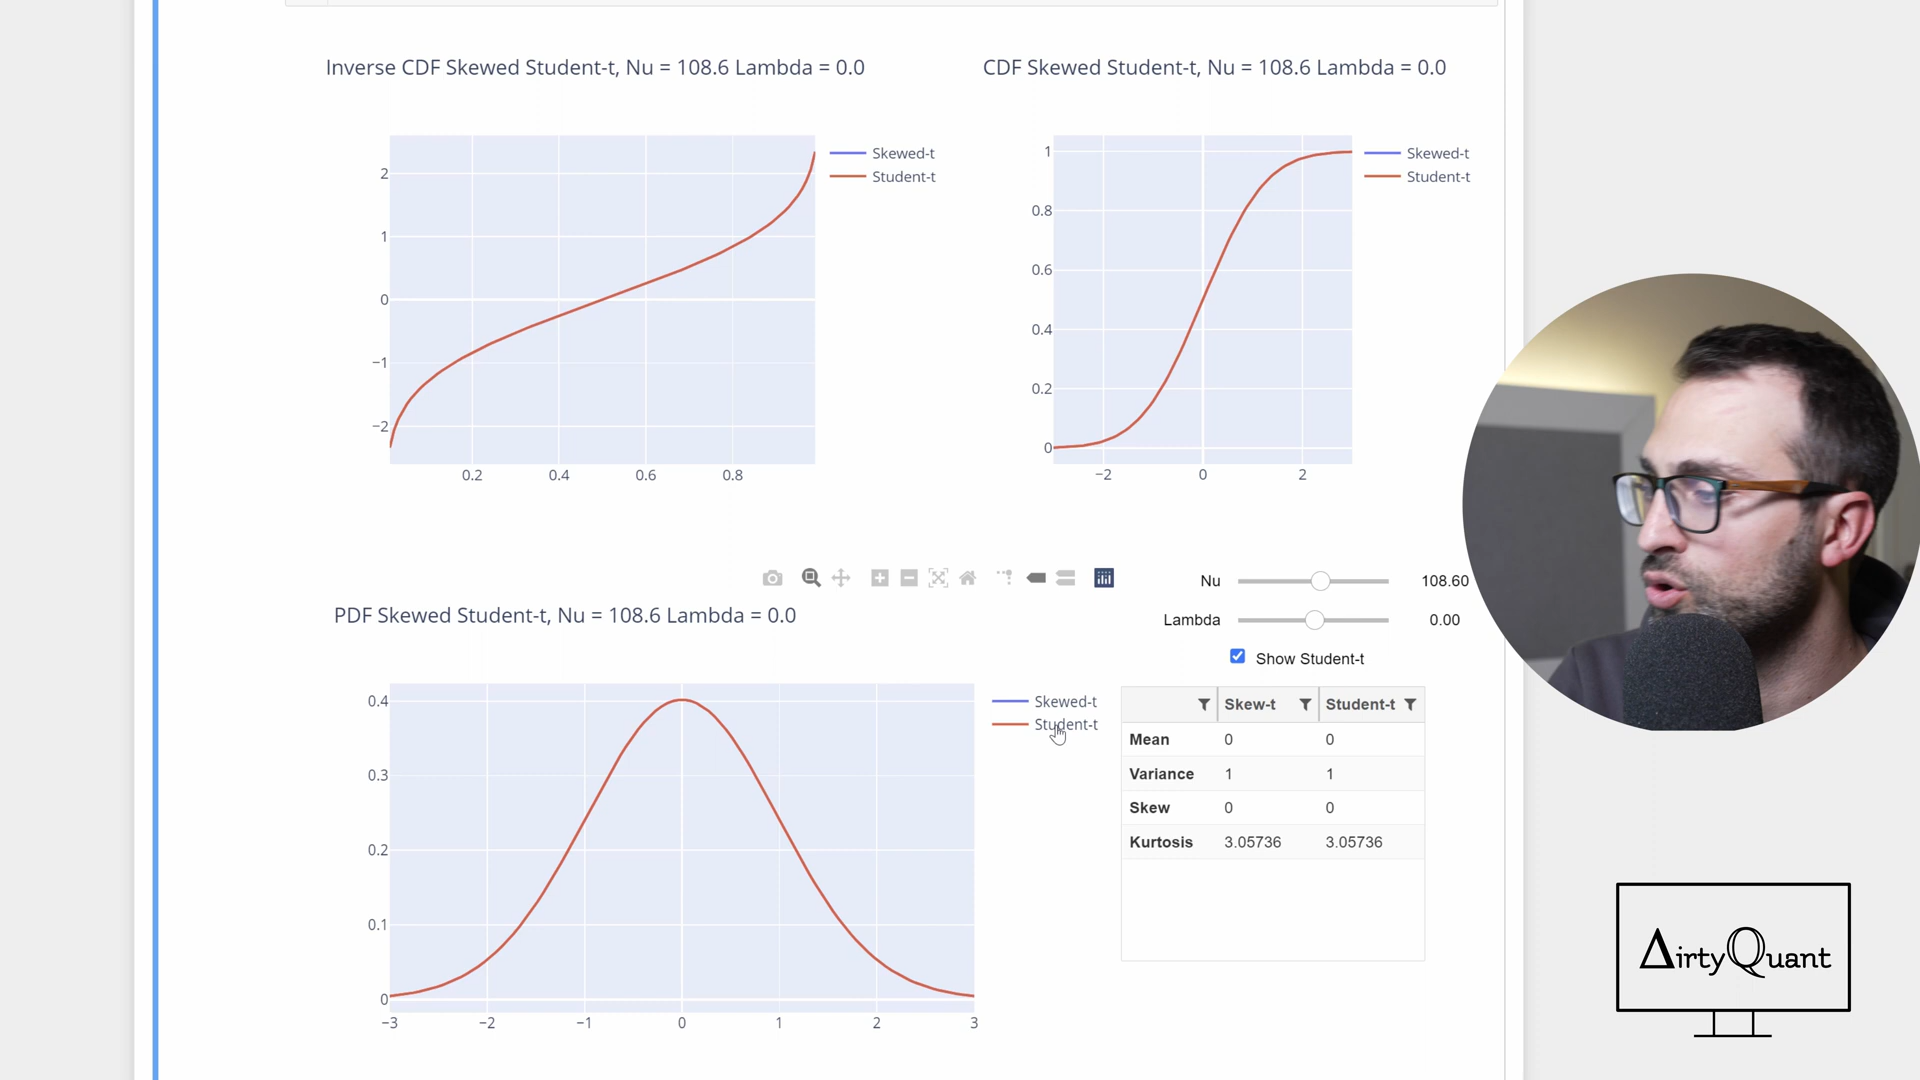 Inverse CDF Skewed Student-t, Nu = 108.6 Lambda = 0.0
2
1
0
−1
−2
0.2 0.4 0.6 0.8
Skewed-t
Student-t
CDF Skewed Student-t, Nu = 108.6 Lambda = 0.0
1
0.8
0.6
0.4
0.2
0
−2 0 2
Skewed-t
Student-t
PDF Skewed Student-t, Nu = 108.6 Lambda = 0.0
0.4
0.3
0.2
0.1
0
−3 −2 −1 0 1 2 3
Skewed-t
Student-t
Nu 108.60
Lambda 0.00
Show Student-t
Skew-t Student-t
Mean 0 0
Variance 1 1
Skew 0 0
Kurtosis 3.05736 3.05736
ΔirtyQuant